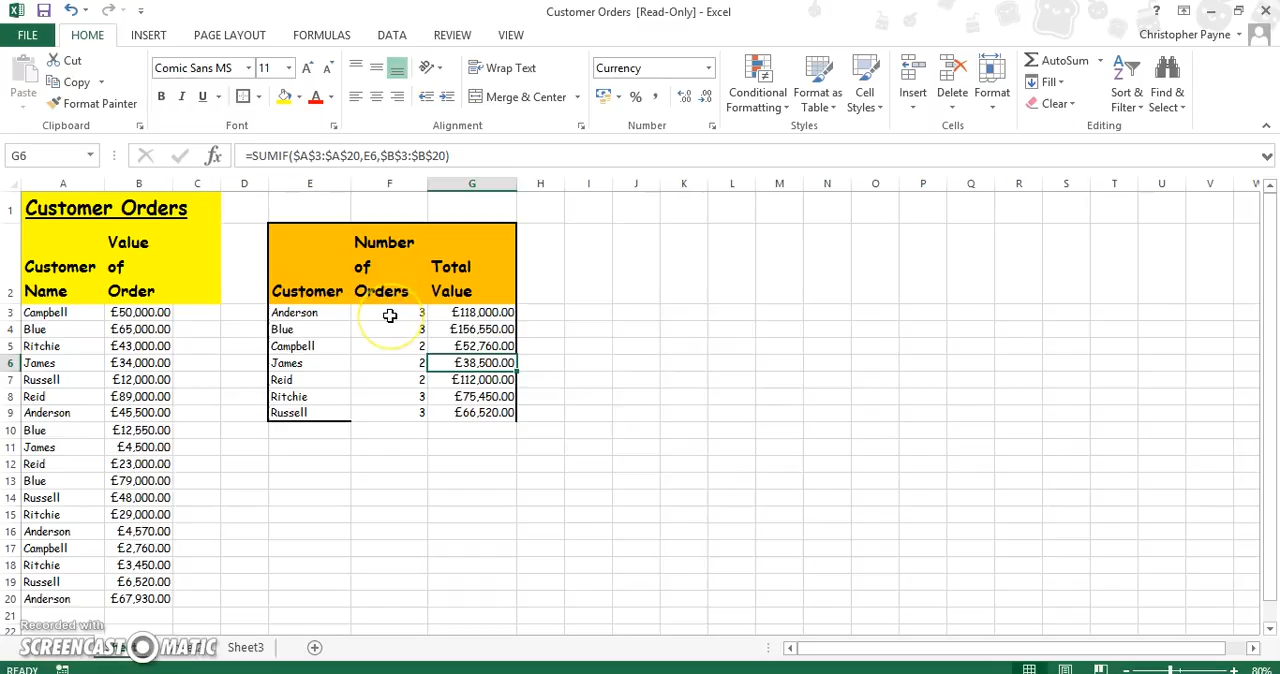 Customer Orders [Read-Only] - Excel
FILE HOME INSERT PAGE LAYOUT FORMULAS DATA REVIEW VIEW
Christopher Payne
Paste
Cut
Copy
Format Painter
Clipboard
Comic Sans MS 11
B I U
Font
Wrap Text
Merge & Center
Alignment
Currency
Number
Conditional Formatting
Format as Table
Cell Styles
Styles
Insert Delete Format
Cells
AutoSum
Fill
Clear
Sort & Filter
Find & Select
Editing
G6 =SUMIF($A$3:$A$20,E6,$B$3:$B$20)
A B C D E F G H I J K L M N O P Q R S T U V W
1 Customer Orders
2 Customer Name Value of Order Customer Number of Orders Total Value
3 Campbell £50,000.00 Anderson 3 £118,000.00
4 Blue £65,000.00 Blue 3 £156,550.00
5 Ritchie £43,000.00 Campbell 2 £52,760.00
6 James £34,000.00 James 2 £38,500.00
7 Russell £12,000.00 Reid 2 £112,000.00
8 Reid £89,000.00 Ritchie 3 £75,450.00
9 Anderson £45,500.00 Russell 3 £66,520.00
10 Blue £12,550.00
11 James £4,500.00
12 Reid £23,000.00
13 Blue £79,000.00
14 Russell £48,000.00
15 Ritchie £29,000.00
16 Anderson £4,570.00
17 Campbell £2,760.00
18 Ritchie £3,450.00
19 Russell £6,520.00
20 Anderson £67,930.00
21
22
Recorded with
SCREENCAST MATIC
Sheet3
READY
80%